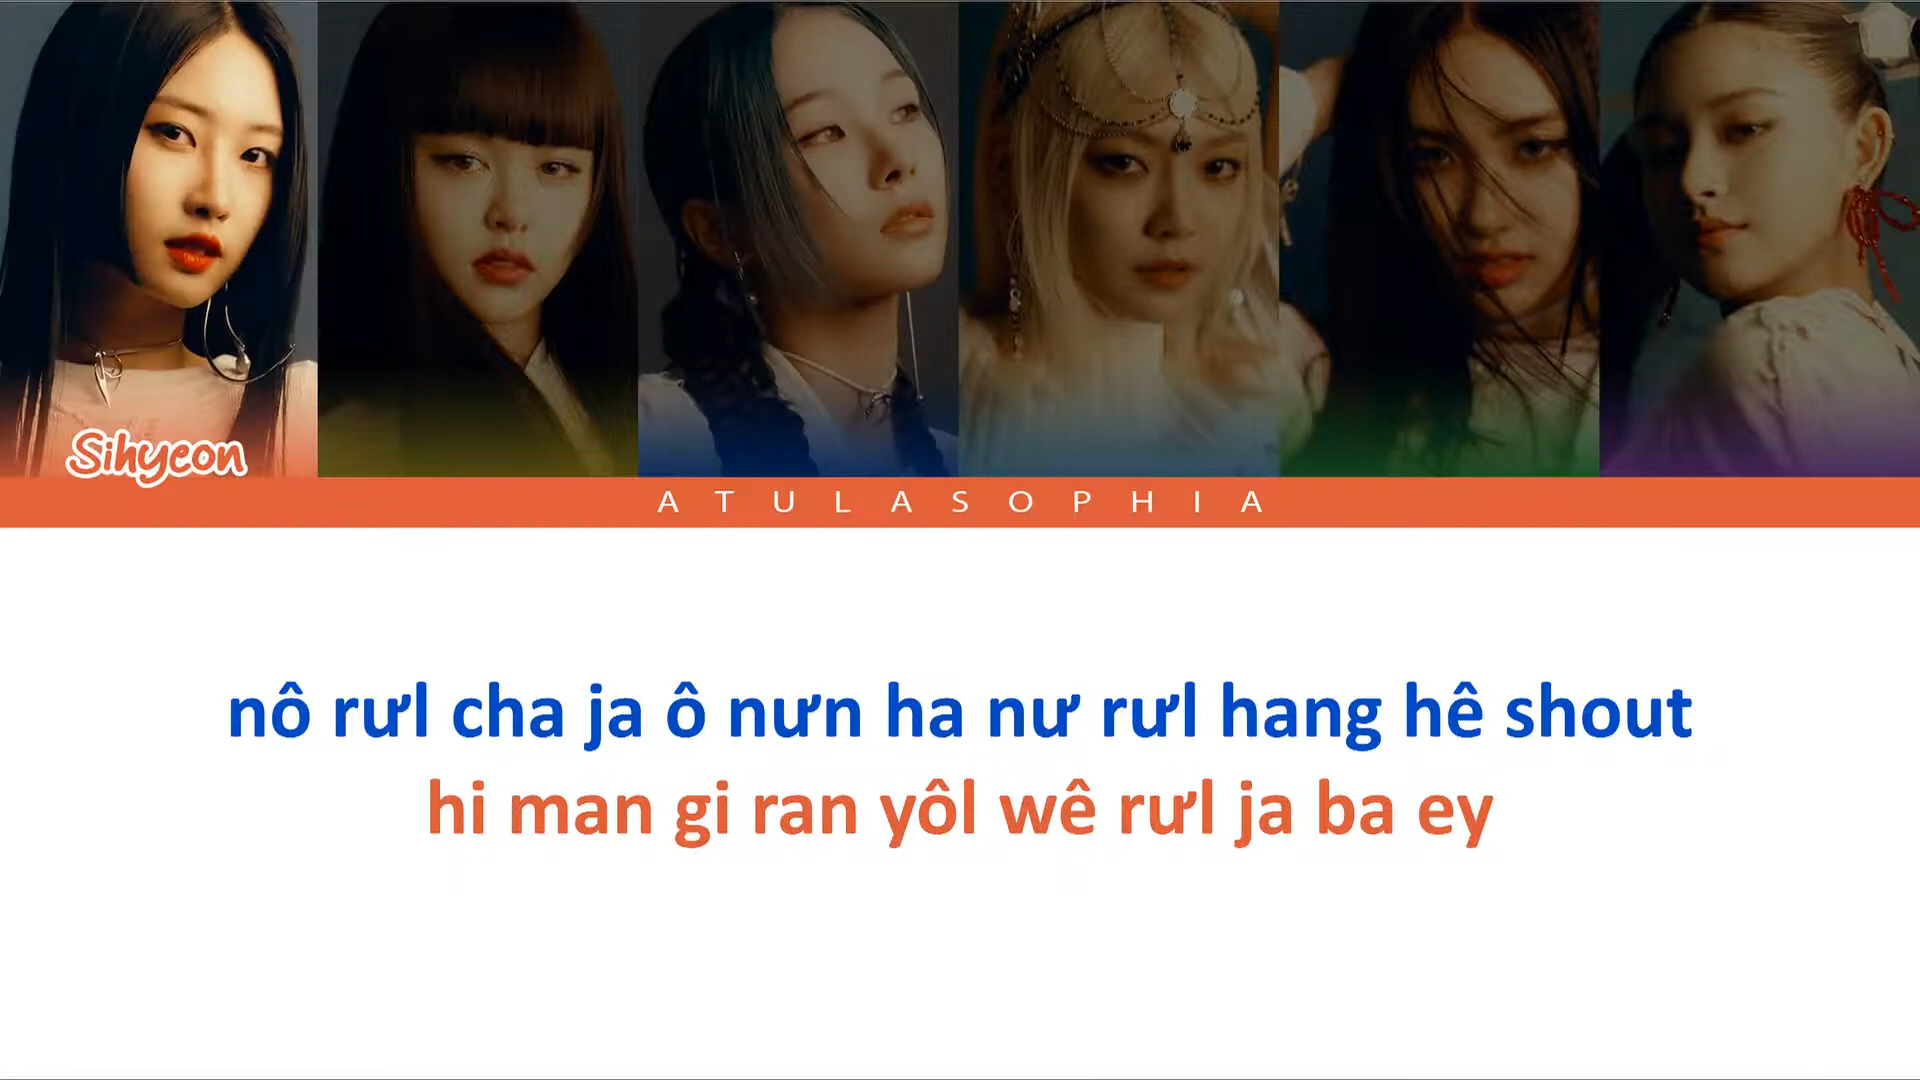 Sihyeon
ATULASOPHIA
nô rưl cha ja ô nưn ha nư rưl hang hê shout
hi man gi ran yôl wê rưl ja ba ey